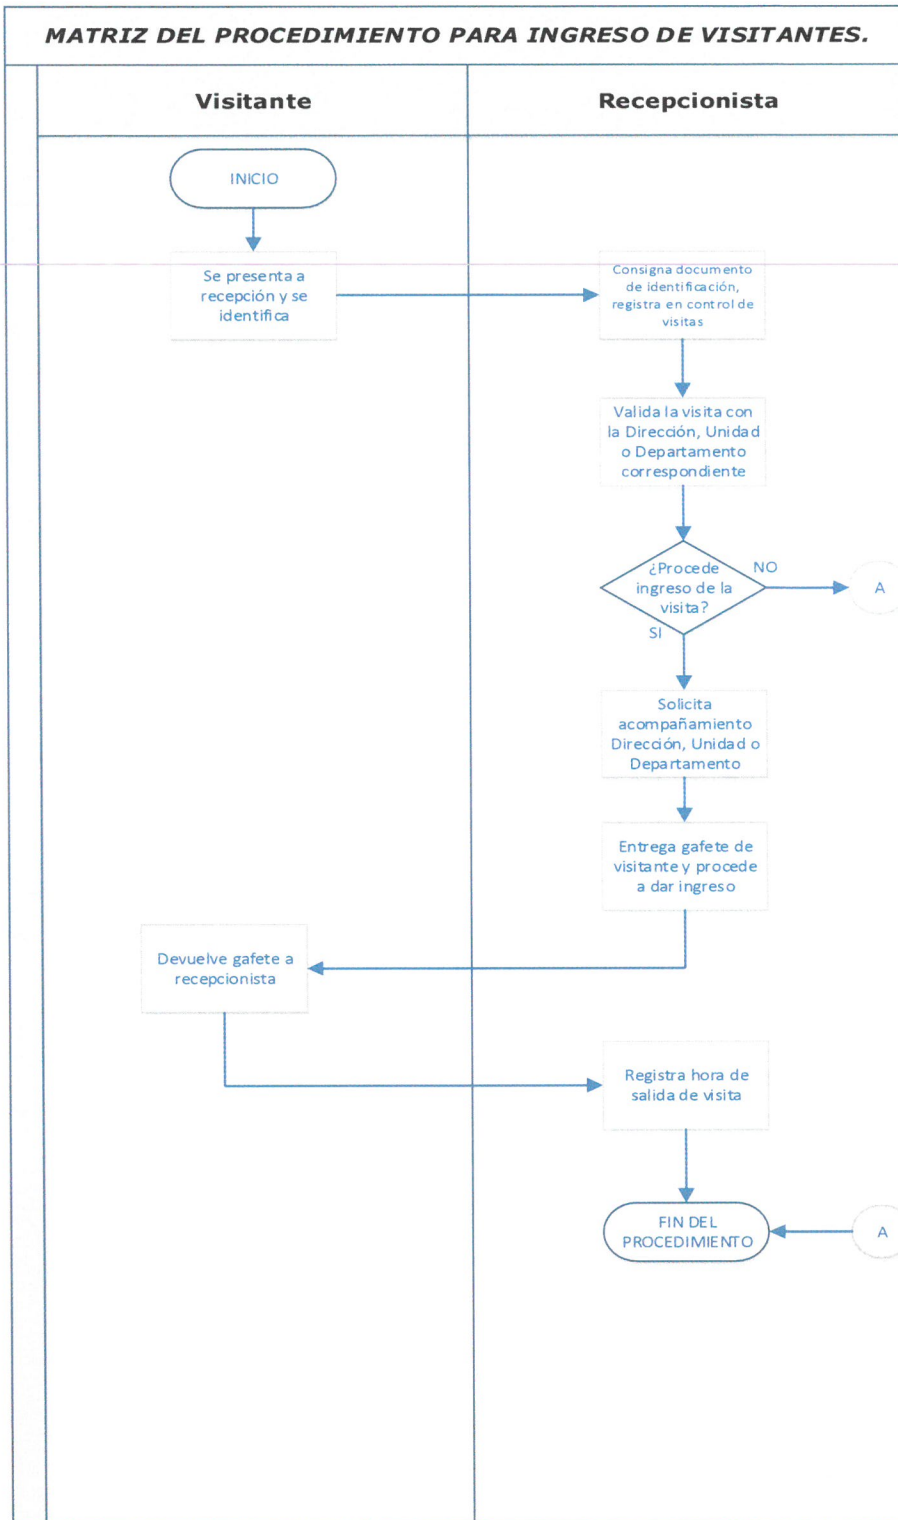 MATRIZ DEL PROCEDIMIENTO PARA INGRESO DE VISITANTES.
Visitante
Recepcionista
INICIO
Se presenta a
recepción y se
identifica
Consigna documento
de identificación,
registra en control de
visitas
Valida la visita con
la Dirección, Unidad
o Departamento
correspondiente
¿Procede
ingreso de la
visita?
NO
A
SI
Solicita
acompañamiento
Dirección, Unidad o
Departamento
Entrega gafete de
visitante y procede
a dar ingreso
Devuelve gafete a
recepcionista
Registra hora de
salida de visita
FIN DEL
PROCEDIMIENTO
A